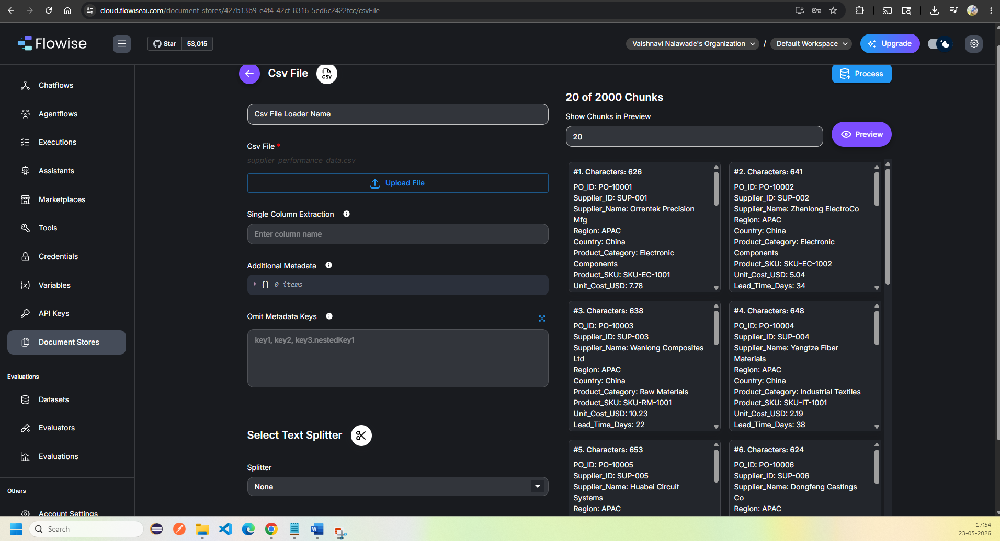 cloud.flowiseai.com/document-stores/427b13b9-e4f4-42cf-8316-5ed6c2422fcc/csvFile
Flowise
Star 53,015
Vaishnavi Nalawade's Organization / Default Workspace
Upgrade
Chatflows
Agentflows
Executions
Assistants
Marketplaces
Tools
Credentials
(x) Variables
API Keys
Document Stores
Evaluations
Datasets
Evaluators
Evaluations
Others
Account Settings
Csv File
CSV
Process
Csv File Loader Name
Csv File *
supplier_performance_data.csv
Upload File
Single Column Extraction
Enter column name
Additional Metadata
{} 0 items
Omit Metadata Keys
key1, key2, key3.nestedKey1
Select Text Splitter
Splitter
None
20 of 2000 Chunks
Show Chunks in Preview
20
Preview
#1. Characters: 626
PO_ID: PO-10001
Supplier_ID: SUP-001
Supplier_Name: Orrentek Precision
Mfg
Region: APAC
Country: China
Product_Category: Electronic
Components
Product_SKU: SKU-EC-1001
Unit_Cost_USD: 7.78
#2. Characters: 641
PO_ID: PO-10002
Supplier_ID: SUP-002
Supplier_Name: Zhenlong ElectroCo
Region: APAC
Country: China
Product_Category: Electronic
Components
Product_SKU: SKU-EC-1002
Unit_Cost_USD: 5.04
Lead_Time_Days: 34
#3. Characters: 638
PO_ID: PO-10003
Supplier_ID: SUP-003
Supplier_Name: Wanlong Composites
Ltd
Region: APAC
Country: China
Product_Category: Raw Materials
Product_SKU: SKU-RM-1001
Unit_Cost_USD: 10.23
Lead_Time_Days: 22
#4. Characters: 648
PO_ID: PO-10004
Supplier_ID: SUP-004
Supplier_Name: Yangtze Fiber
Materials
Region: APAC
Country: China
Product_Category: Industrial Textiles
Product_SKU: SKU-IT-1001
Unit_Cost_USD: 2.19
Lead_Time_Days: 38
#5. Characters: 653
PO_ID: PO-10005
Supplier_ID: SUP-005
Supplier_Name: Huabei Circuit
Systems
Region: APAC
#6. Characters: 624
PO_ID: PO-10006
Supplier_ID: SUP-006
Supplier_Name: Dongfeng Castings
Co
Region: APAC
Search
17:54
23-05-2026